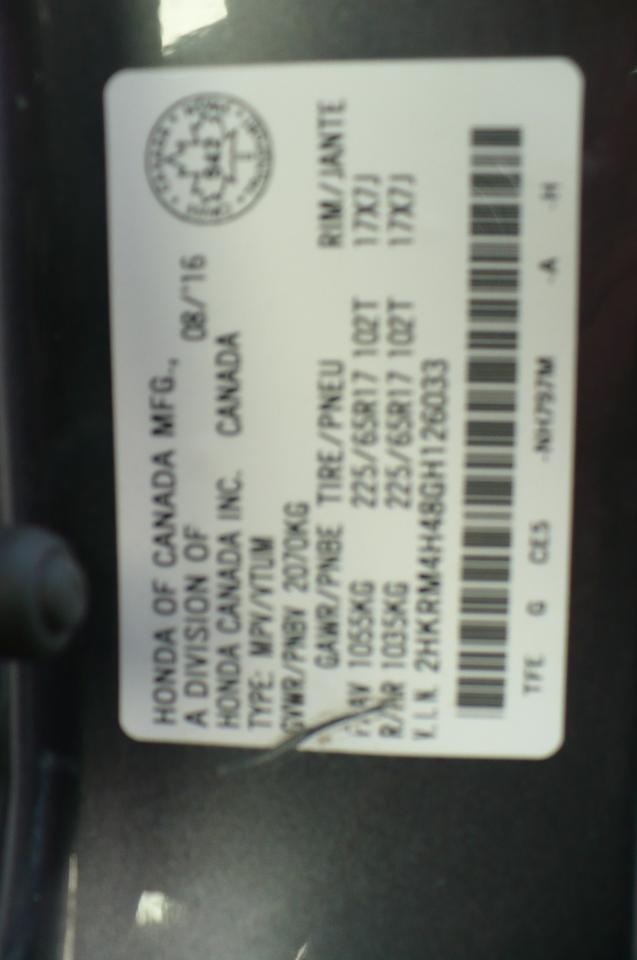 HONDA OF CANADA MFG., 08/'16
A DIVISION OF
HONDA CANADA INC. CANADA
TYPE: MPV/VTUM
GVWR/PNBV 2070KG
GAWR/PNBE TIRE/PNEU RIM/JANTE
F/AV 1055KG 225/65R17 102T 17X7J
R/AR 1035KG 225/65R17 102T 17X7J
V.I.N. 2HKRM4H48GH126033
TFE G CE5 -NH797M -A -H